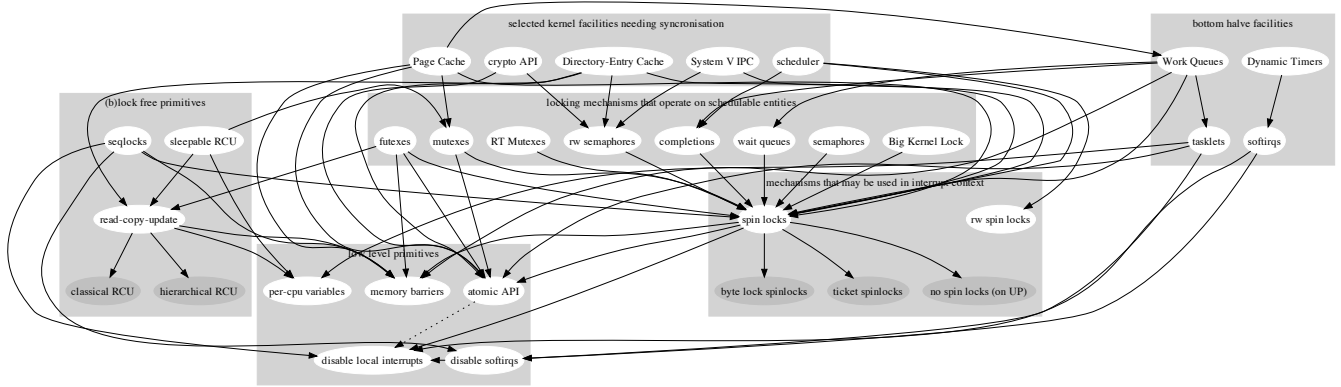 selected kernel facilities needing syncronisation
bottom halve facilities
Page Cache
crypto API
Directory-Entry Cache
System V IPC
scheduler
Work Queues
Dynamic Timers
(b)lock free primitives
locking mechanisms that operate on schedulable entities
seqlocks
sleepable RCU
futexes
mutexes
RT Mutexes
rw semaphores
completions
wait queues
semaphores
Big Kernel Lock
tasklets
softirqs
mechanisms that may be used in interrupt context
read-copy-update
spin locks
rw spin locks
low level primitives
classical RCU
hierarchical RCU
per-cpu variables
memory barriers
atomic API
byte lock spinlocks
ticket spinlocks
no spin locks (on UP)
disable local interrupts
disable softirqs